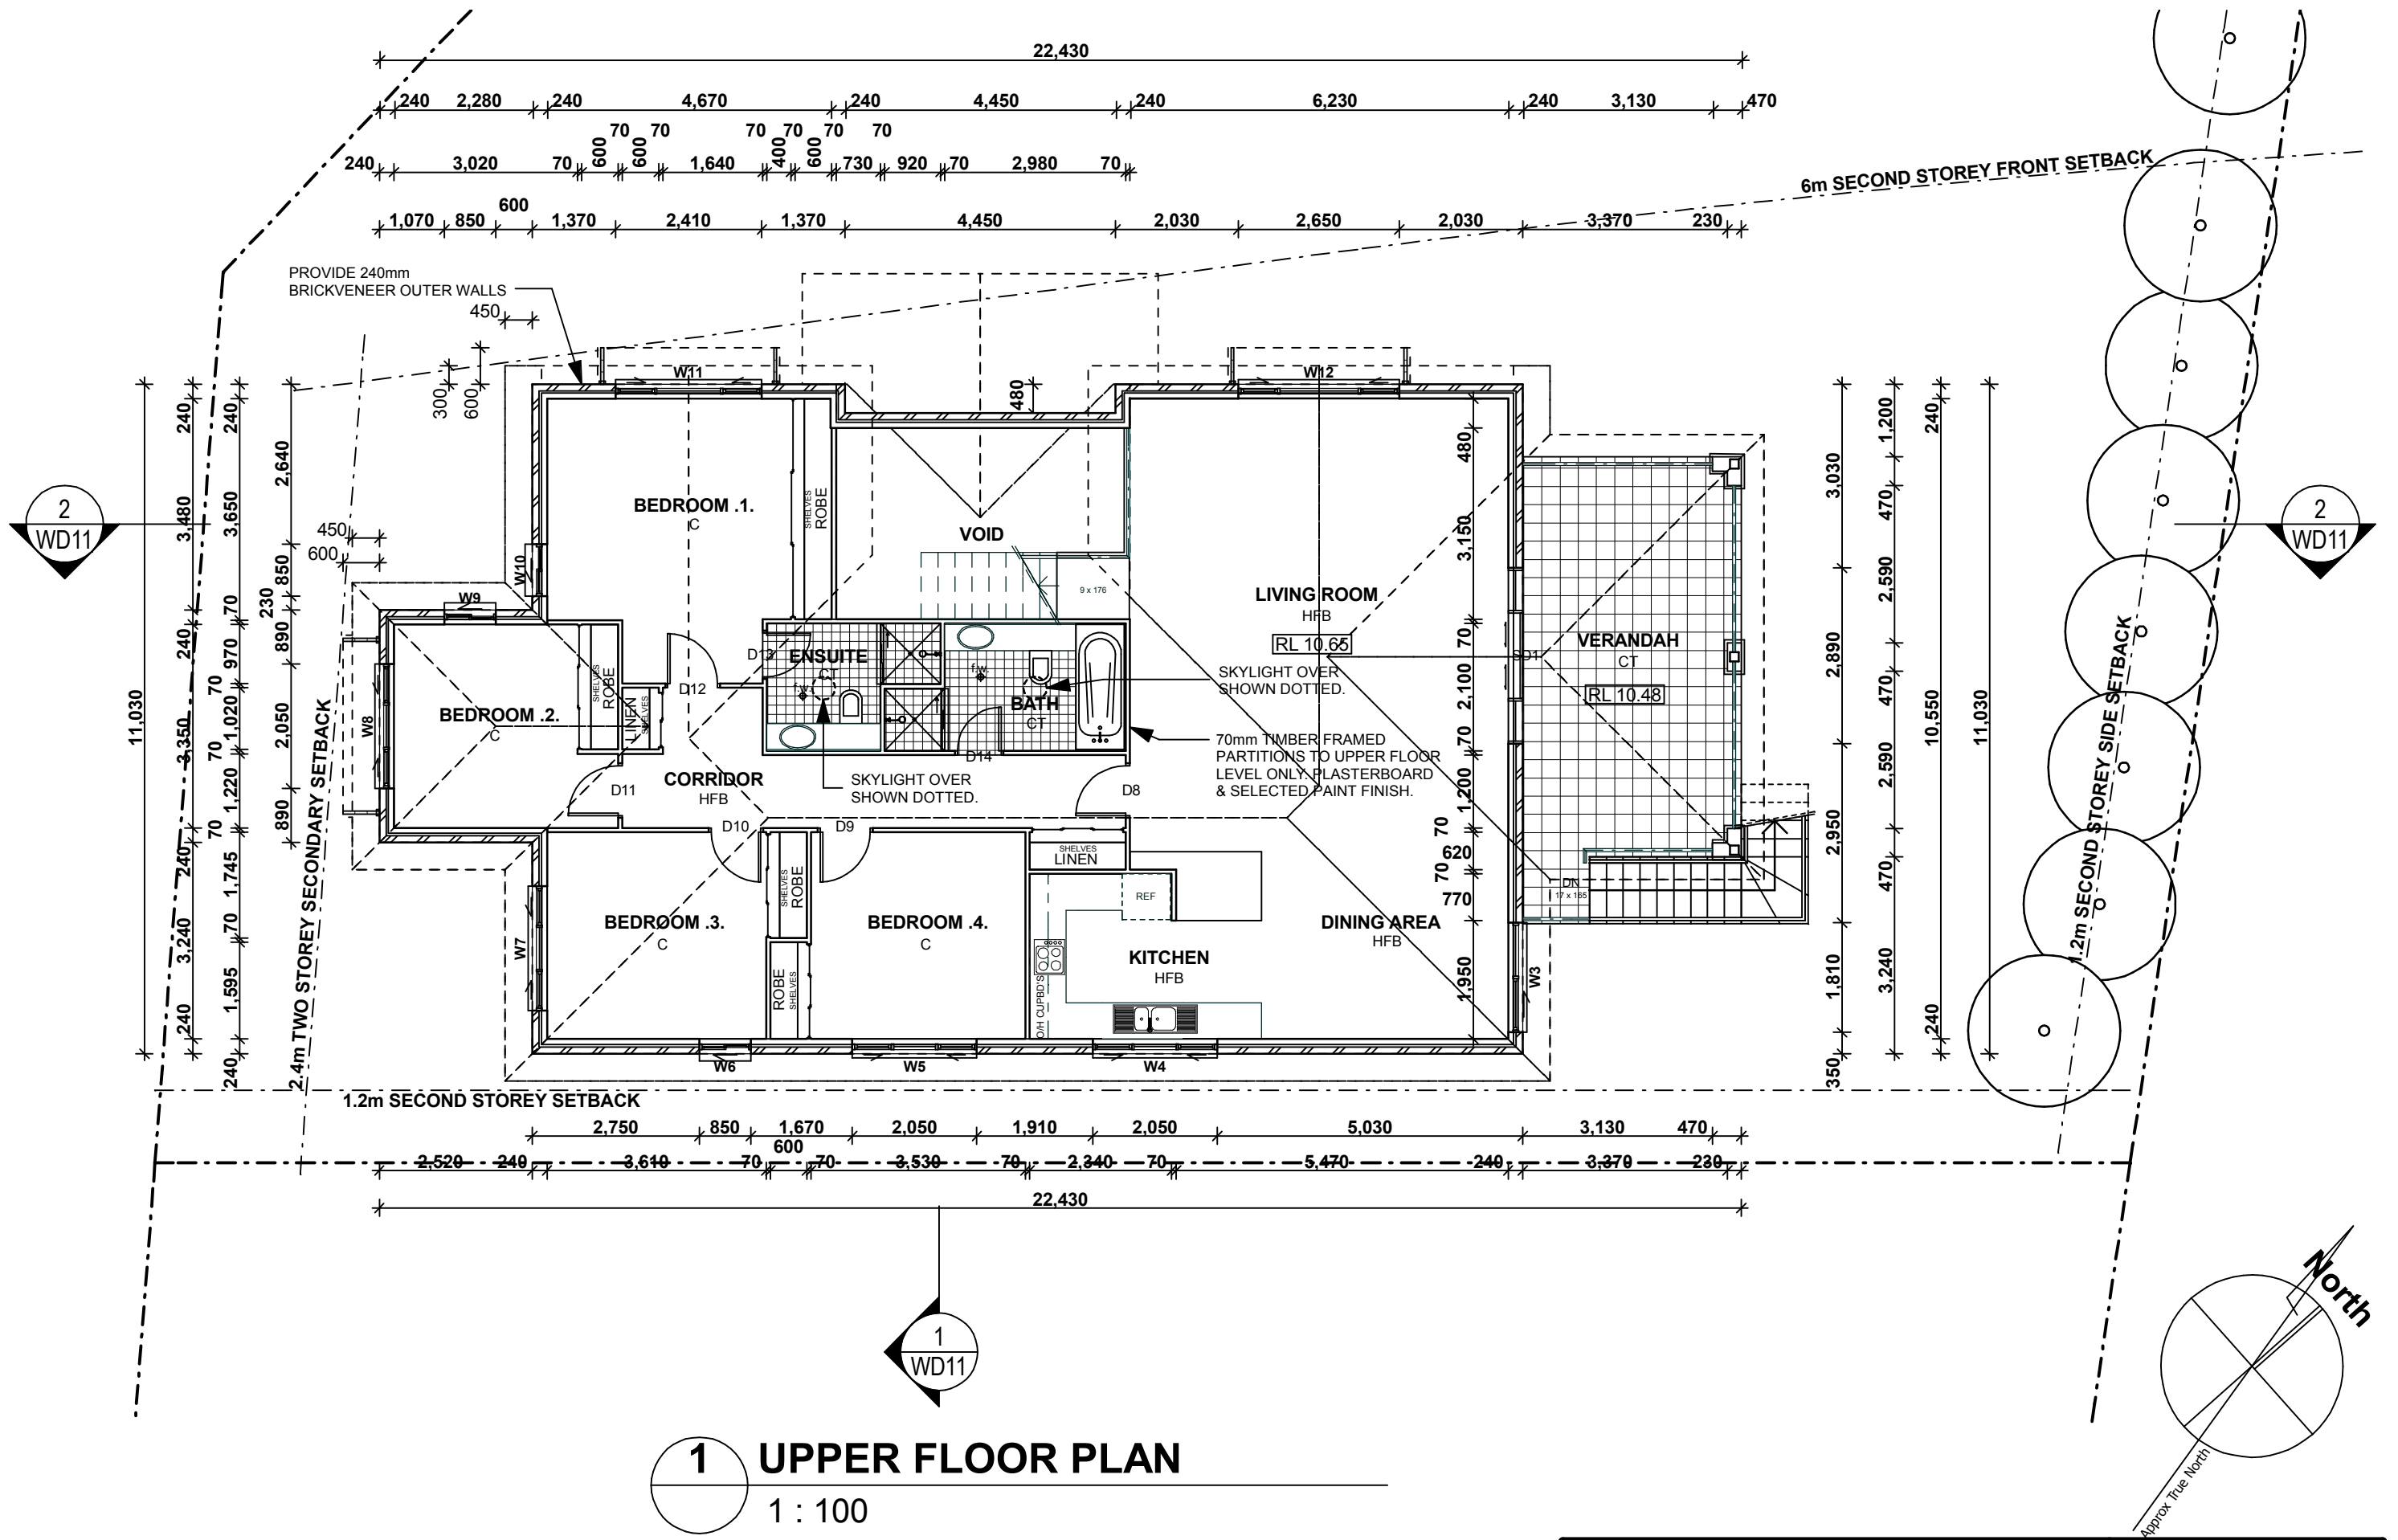 22,430
240 2,280 240 4,670 240 4,450 240 6,230 240 3,130 470
70 70 70 70 70 70
600 600 400 600
240 3,020 70 1,640 730 920 70 2,980 70
600
1,070 850 1,370 2,410 1,370 4,450 2,030 2,650 2,030 3,370 230
6m SECOND STOREY FRONT SETBACK
PROVIDE 240mm
BRICKVENEER OUTER WALLS
450
300
600
480
W11
W12
11,030
240
3,480
240
3,350
240
3,240
240
240
3,650
70
970
70
1,020
70
1,220
70
1,745
70
1,595
240
2,640
850
230
890
2,050
890
450
600
2
WD11
2
WD11
W10
W9
W8
W7
BEDROOM .1.
C
SHELVES
ROBE
VOID
9 x 176
LIVING ROOM
HFB
RL 10.65
480
3,150
70
2,100
70
1,200
70
620
70
770
1,950
VERANDAH
CT
RL 10.48
SD1
D13
ENSUITE
CT
f.w.
f.w.
BATH
CT
SKYLIGHT OVER
SHOWN DOTTED.
70mm TIMBER FRAMED
PARTITIONS TO UPPER FLOOR
LEVEL ONLY. PLASTERBOARD
& SELECTED PAINT FINISH.
BEDROOM .2.
C
SHELVES
ROBE
LINEN
SHELVES
D12
D14
CORRIDOR
HFB
SKYLIGHT OVER
SHOWN DOTTED.
D11
D8
D10
D9
SHELVES
LINEN
BEDROOM .3.
C
SHELVES
ROBE
ROBE
SHELVES
BEDROOM .4.
C
REF
O/H CUPBD'S
KITCHEN
HFB
DINING AREA
HFB
DN
17 x 165
W3
W6
W5
W4
3,030
2,890
2,950
1,810
350
1,200
470
2,590
470
2,590
470
3,240
240
10,550
240
11,030
2.4m TWO STOREY SECONDARY SETBACK
1.2m SECOND STOREY SIDE SETBACK
1.2m SECOND STOREY SETBACK
2,750 850 1,670 2,050 1,910 2,050 5,030 3,130 470
600
2,520 240 3,610 70 70 3,530 70 2,340 70 5,470 240 3,370 230
22,430
1
WD11
North
Approx True North
1 UPPER FLOOR PLAN
1 : 100